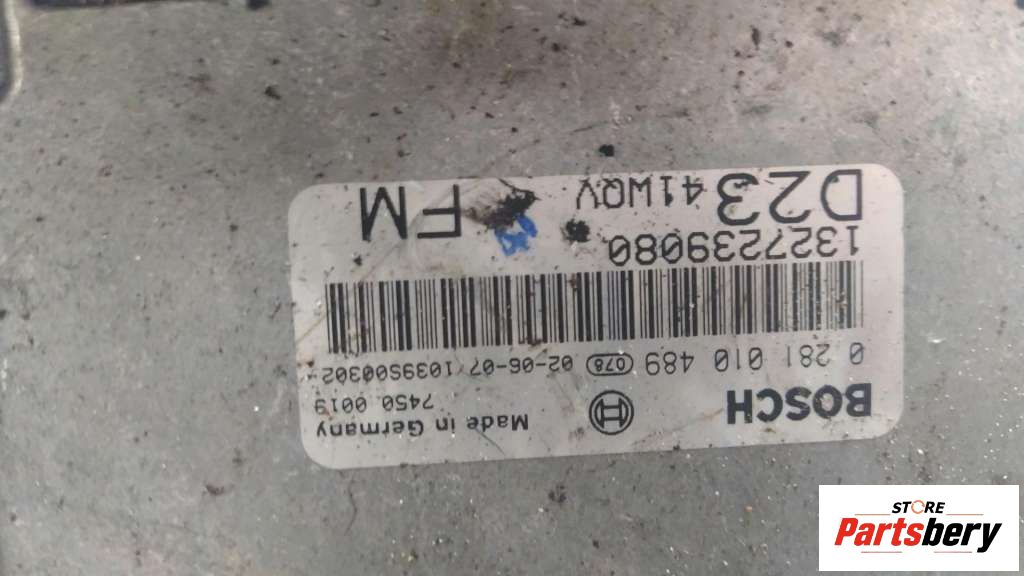 BOSCH Made in Germany
7450 0019
0 281 010 489 078 02-06-07 1039S00302
1327239080
D23 41WQV FM
STORE
Partsbery